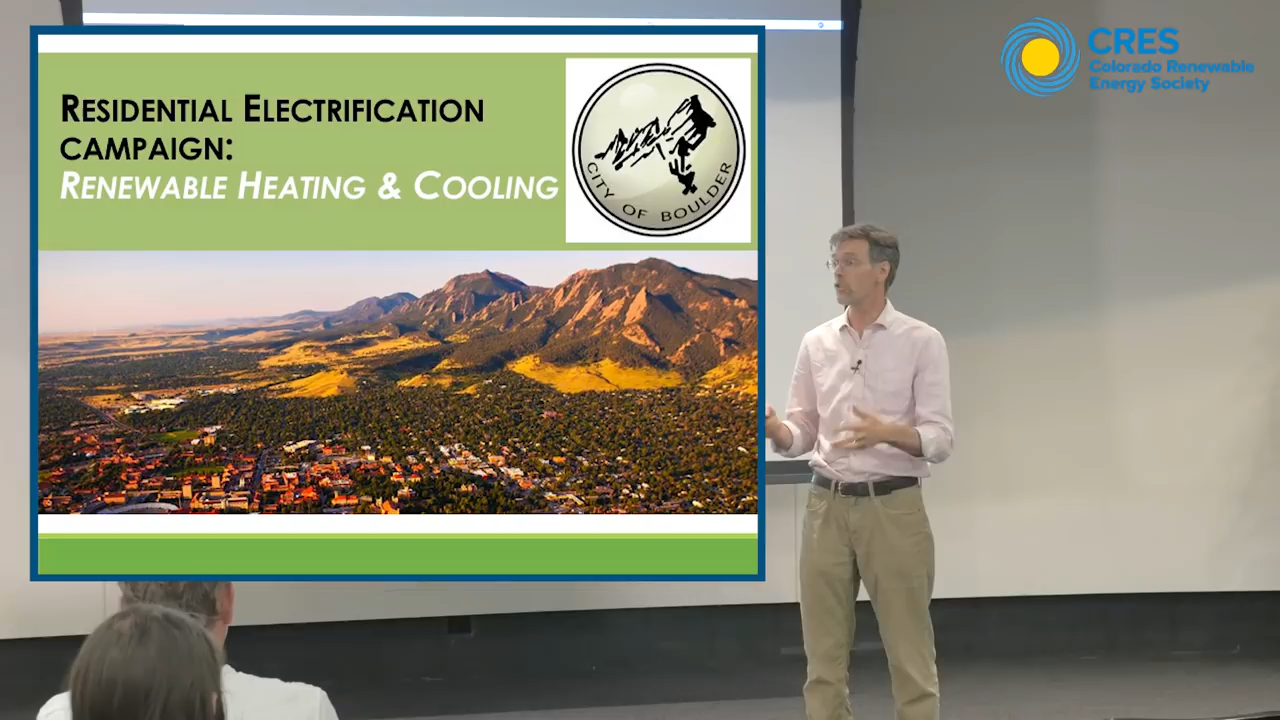 RESIDENTIAL ELECTRIFICATION
CAMPAIGN:
RENEWABLE HEATING & COOLING
CITY OF BOULDER
CRES
Colorado Renewable
Energy Society